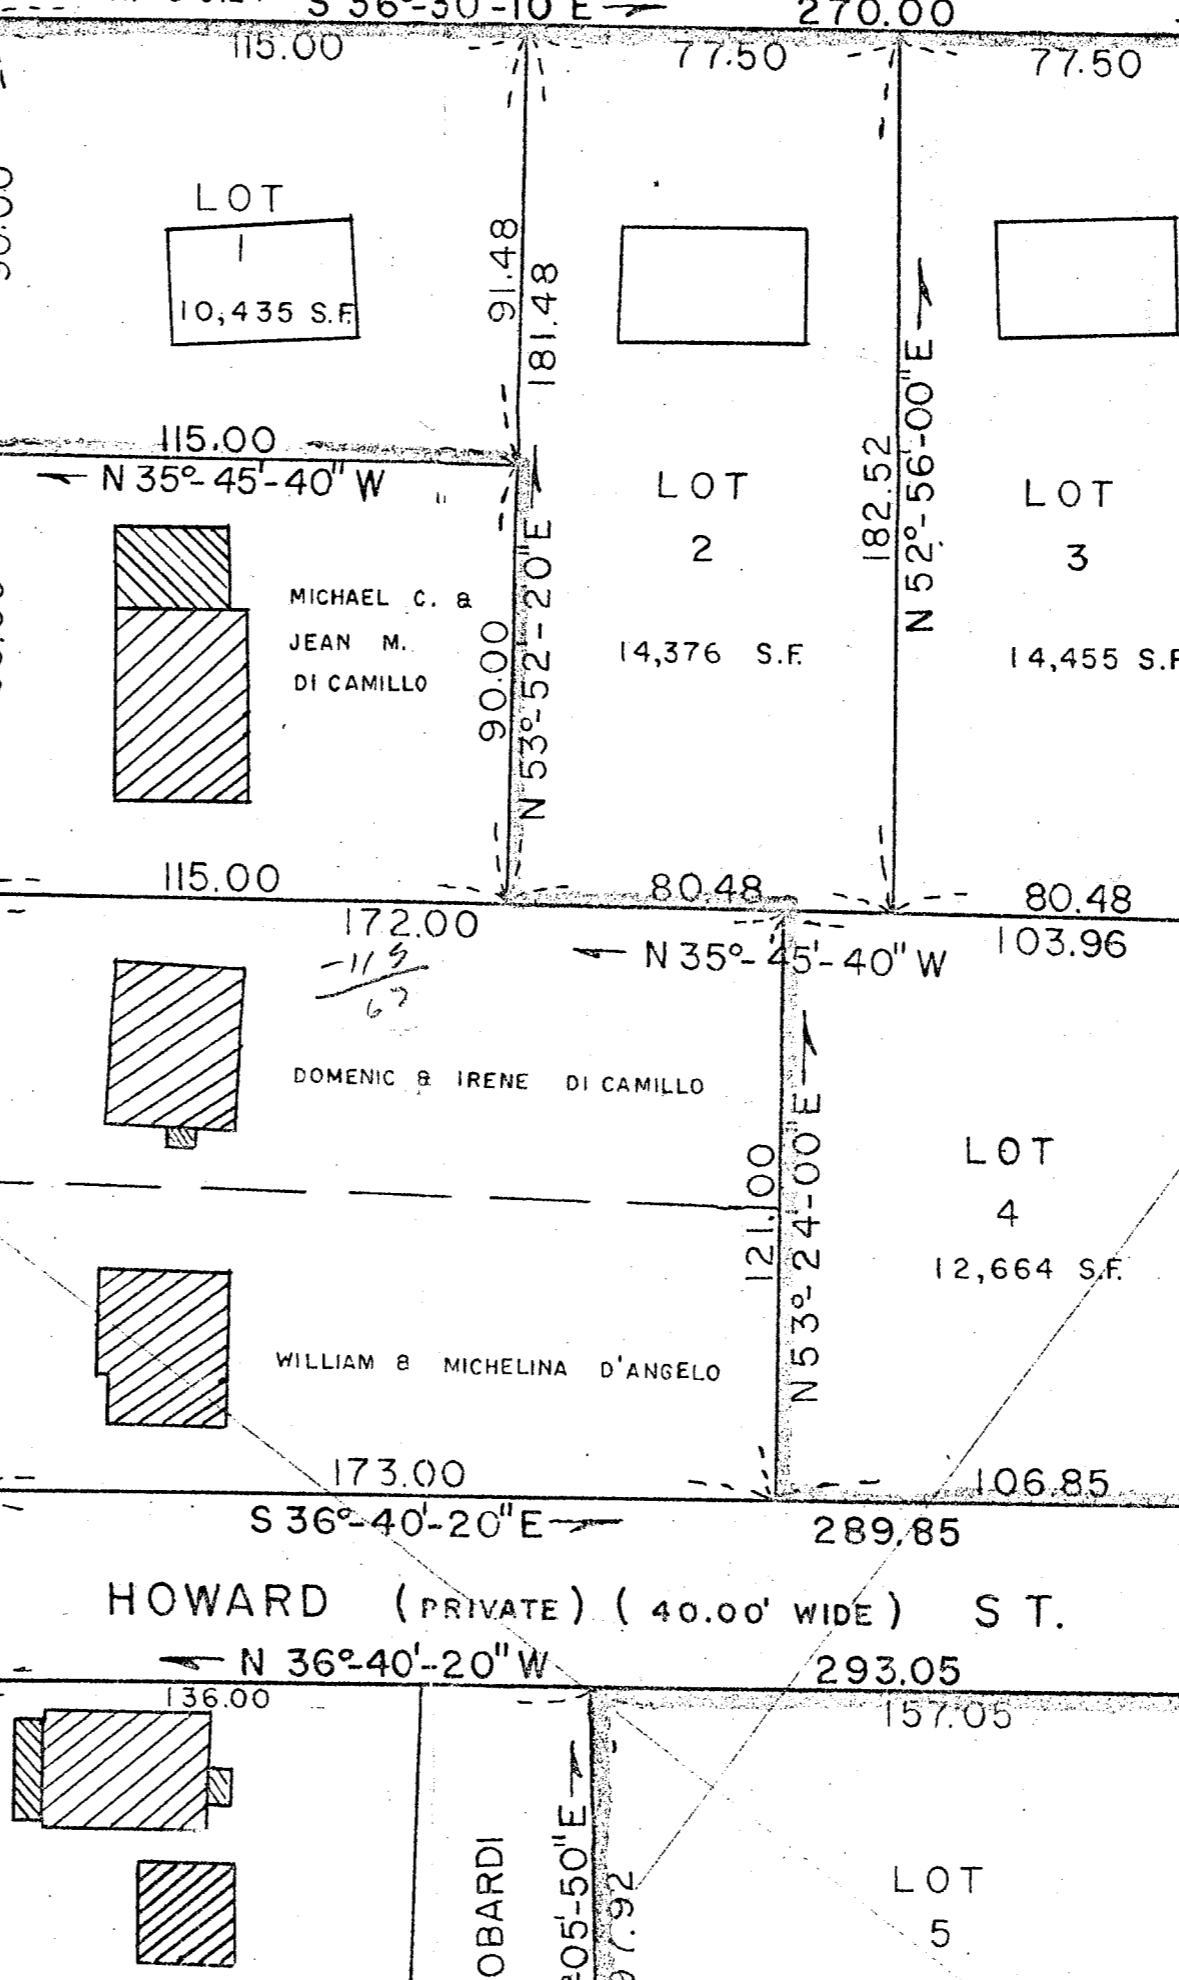 S 36°-30'-10"E
270.00
115.00
77.50
77.50
LOT
1
10,435 S.F.
91.48
181.48
N 52°-56'-00"E
182.52
115.00
N 35°-45'-40" W
LOT
2
14,376 S.F.
LOT
3
14,455 S.F
MICHAEL C. &
JEAN M.
DI CAMILLO
90.00
N 53°-52'-20"E
115.00
80.48
80.48
172.00
-115
N 35°-45'-40" W
103.96
DOMENIC & IRENE DI CAMILLO
121.00
N 53°-24'-00"E
LOT
4
12,664 S.F.
WILLIAM & MICHELINA D'ANGELO
173.00
106.85
S 36°-40'-20"E
289.85
HOWARD (PRIVATE) (40.00' WIDE) ST.
N 36°-40'-20" W
293.05
136.00
157.05
OBARDI
05'-50"E
97.92
LOT
5